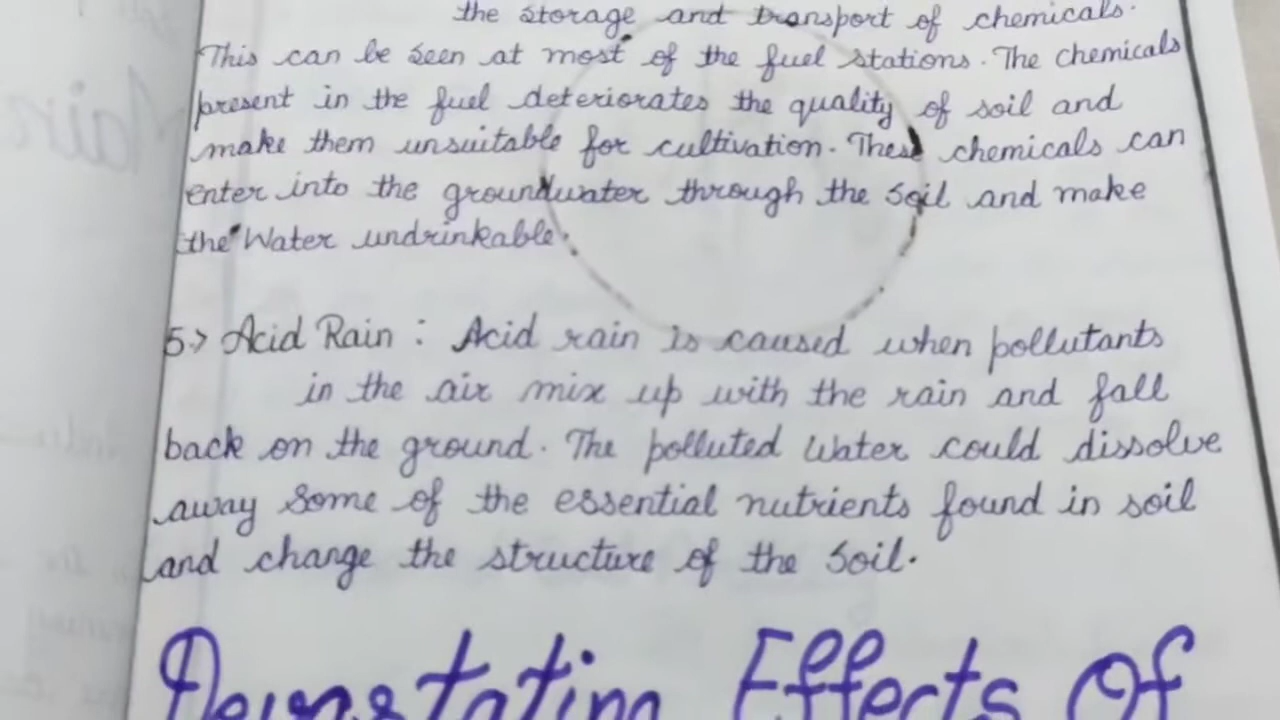 the storage and transport of chemicals.
This can be seen at most of the fuel stations. The chemicals
present in the fuel deteriorates the quality of soil and
make them unsuitable for cultivation. These chemicals can
enter into the groundwater through the soil and make
the Water undrinkable.
5> Acid Rain : Acid rain is caused when pollutants
in the air mix up with the rain and fall
back on the ground. The polluted Water could dissolve
away some of the essential nutrients found in soil
and change the structure of the soil.
Effects Of